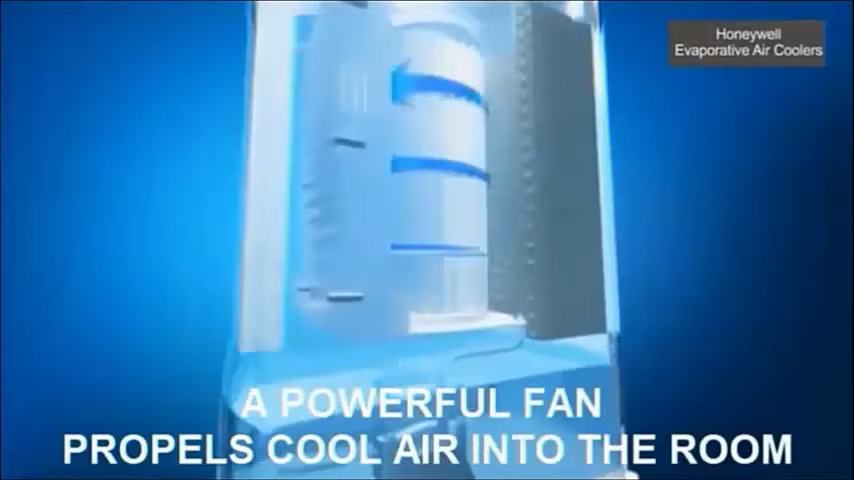 Honeywell
Evaporative Air Coolers
A POWERFUL FAN
PROPELS COOL AIR INTO THE ROOM